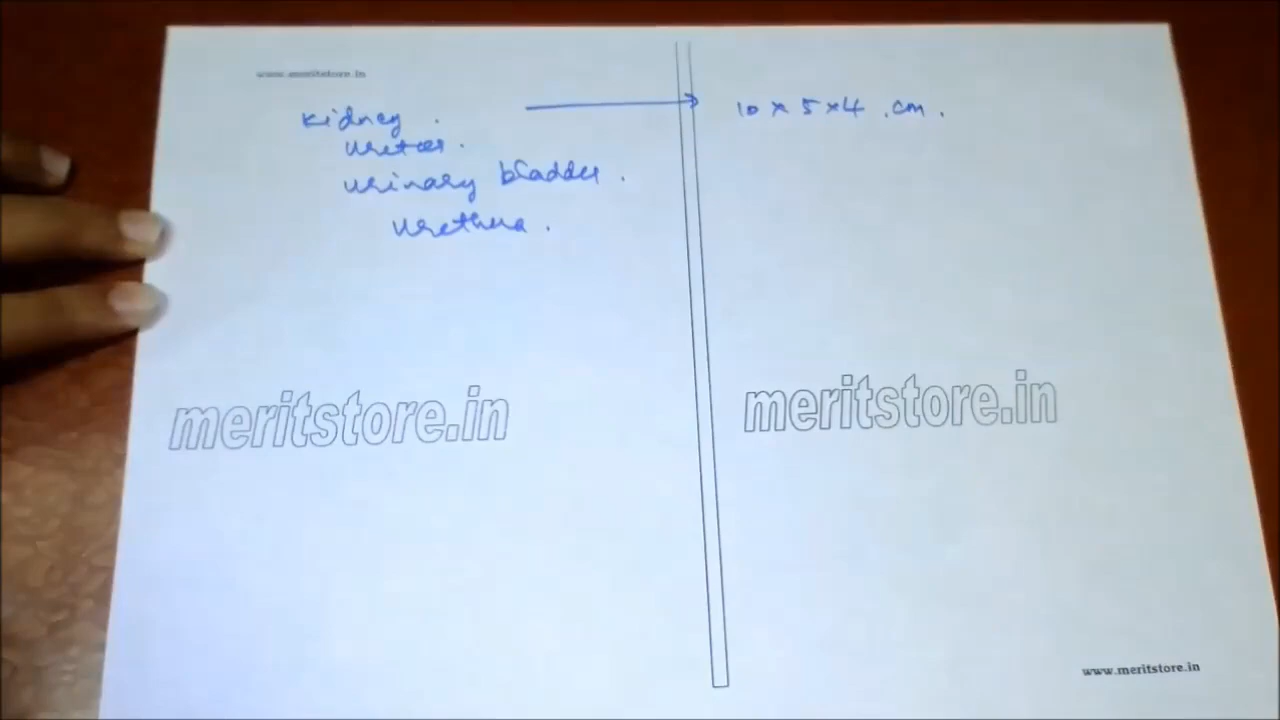 www.meritstore.in
kidney . 10 x 5 x 4 .cm .
ureter .
urinary bladder .
urethra .
meritstore.in
meritstore.in
www.meritstore.in